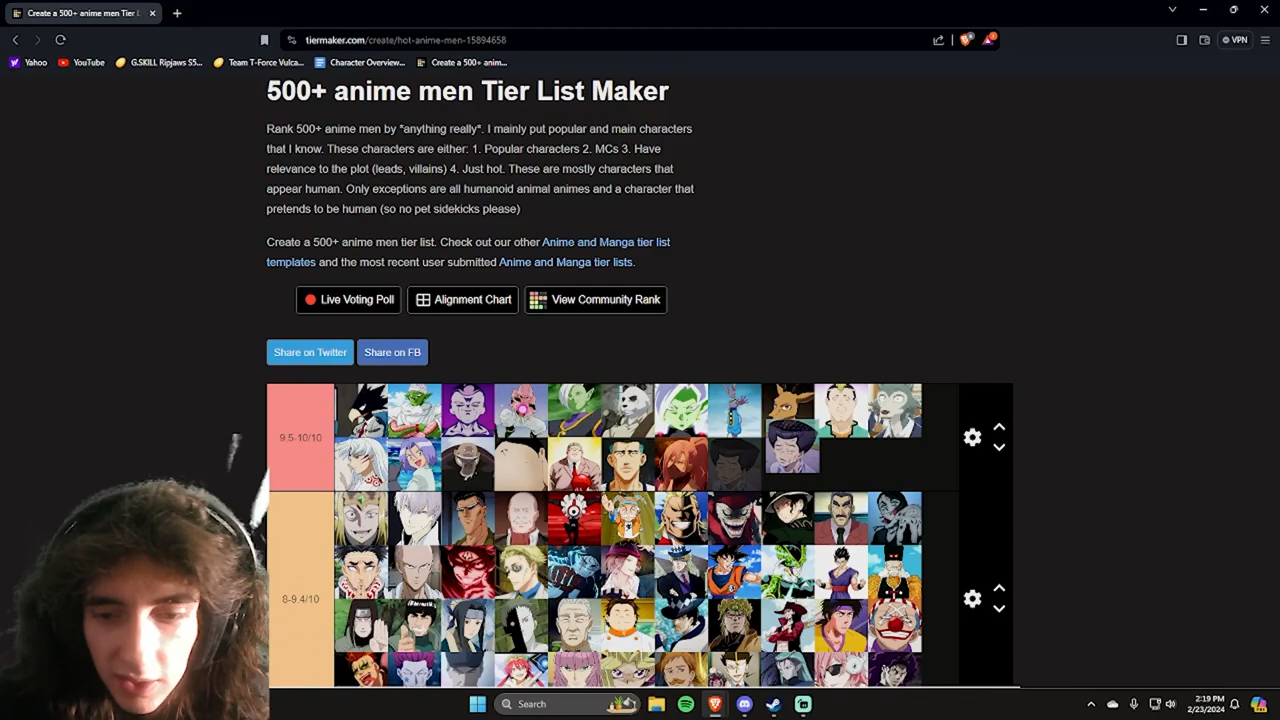 Create a 500+ anime men Tier L
tiermaker.com/create/hot-anime-men-15894658
VPN
Yahoo
YouTube
G.SKILL Ripjaws S5...
Team T-Force Vulca...
Character Overview...
Create a 500+ anim...
500+ anime men Tier List Maker
Rank 500+ anime men by *anything really*. I mainly put popular and main characters
that I know. These characters are either: 1. Popular characters 2. MCs 3. Have
relevance to the plot (leads, villains) 4. Just hot. These are mostly characters that
appear human. Only exceptions are all humanoid animal animes and a character that
pretends to be human (so no pet sidekicks please)
Create a 500+ anime men tier list. Check out our other Anime and Manga tier list
templates and the most recent user submitted Anime and Manga tier lists.
Live Voting Poll
Alignment Chart
View Community Rank
Share on Twitter
Share on FB
9.5-10/10
8-9.4/10
Search
2:19 PM
2/23/2024